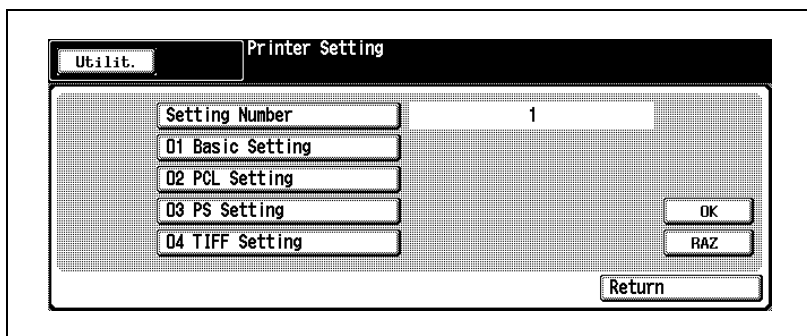 Utilit.
Printer Setting
Setting Number 1
01 Basic Setting
02 PCL Setting
03 PS Setting
OK
04 TIFF Setting
RAZ
Return